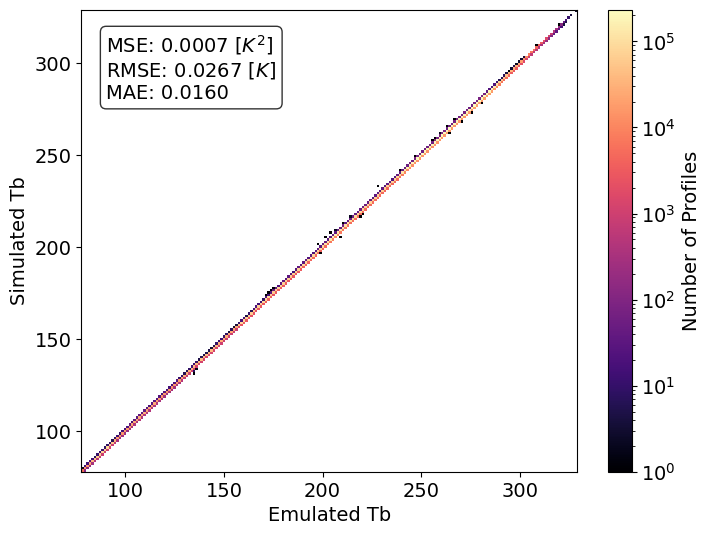 MSE: 0.0007 [$K^2$]
RMSE: 0.0267 [$K$]
MAE: 0.0160
300
250
200
150
100
Simulated Tb
100 150 200 250 300
Emulated Tb
10⁵
10⁴
10³
10²
10¹
10⁰
Number of Profiles